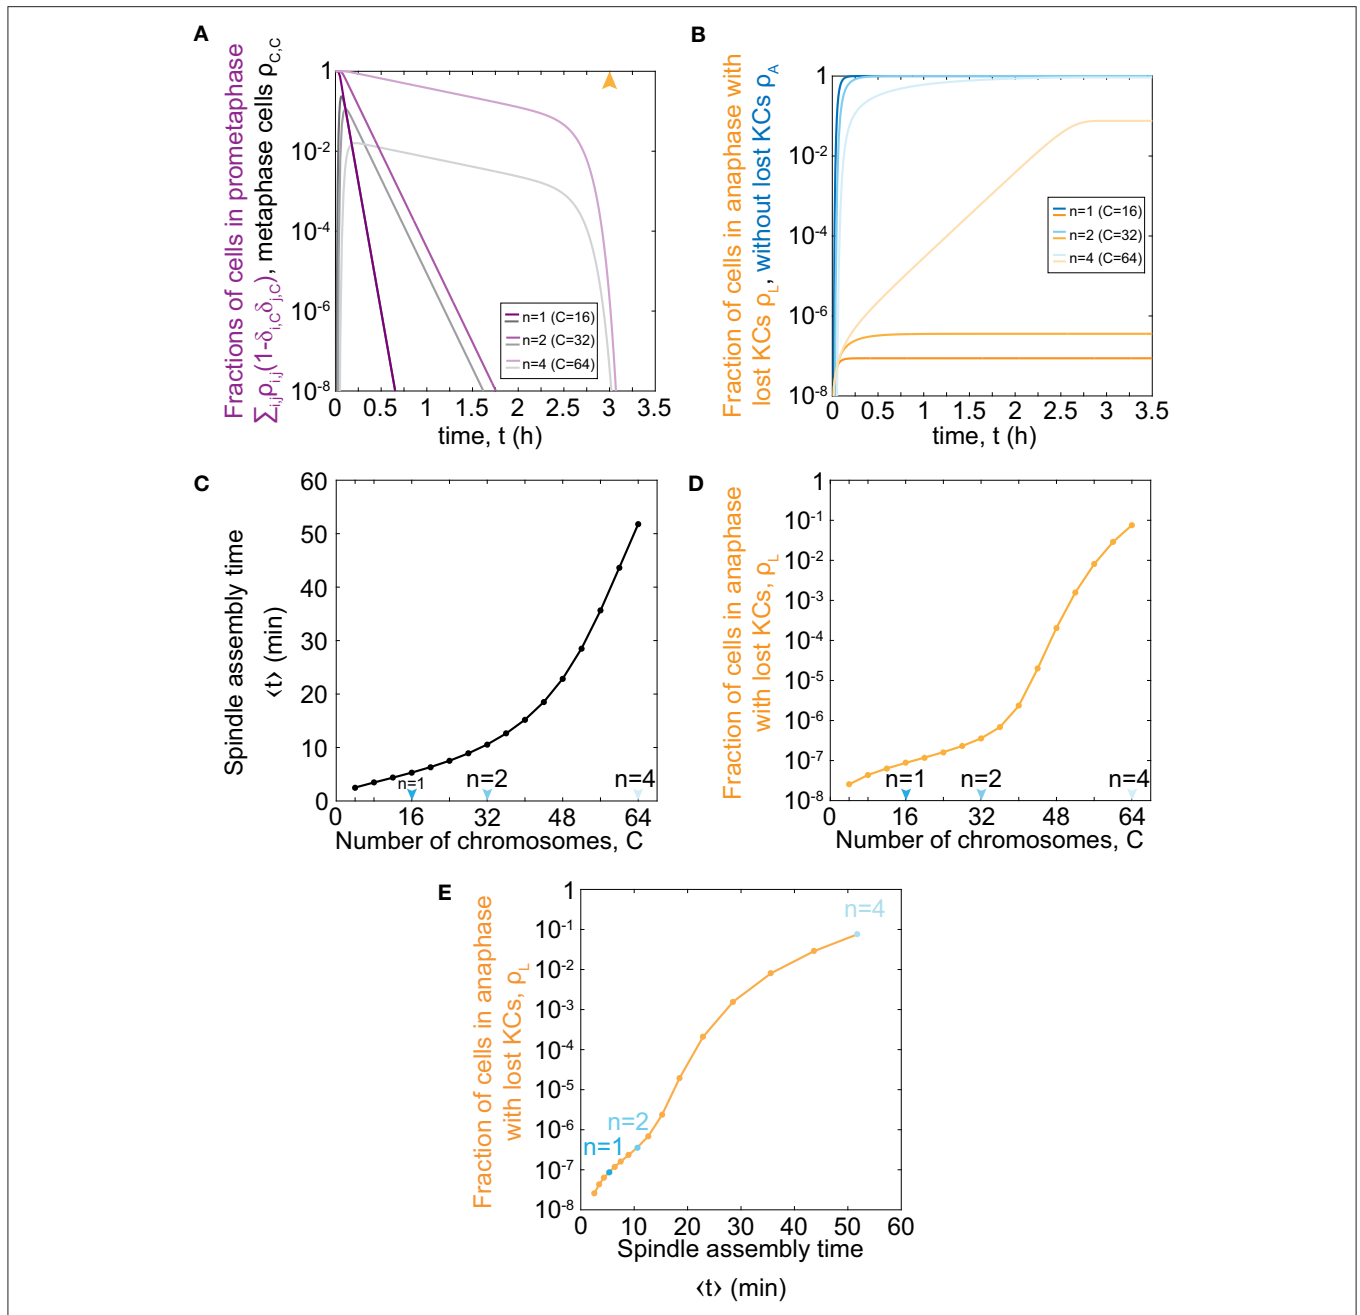 A
Fractions of cells in prometaphase
∑i,jρi,j(1-δi,Cδj,C), metaphase cells ρC,C
1
10-2
10-4
10-6
10-8
0 0.5 1 1.5 2 2.5 3 3.5
time, t (h)
n=1 (C=16)
n=2 (C=32)
n=4 (C=64)
B
Fraction of cells in anaphase with
lost KCs ρL, without lost KCs ρA
1
10-2
10-4
10-6
10-8
0 0.5 1 1.5 2 2.5 3 3.5
time, t (h)
n=1 (C=16)
n=2 (C=32)
n=4 (C=64)
C
Spindle assembly time
⟨t⟩ (min)
60
50
40
30
20
10
0
n=1 n=2 n=4
0 16 32 48 64
Number of chromosomes, C
D
Fraction of cells in anaphase
with lost KCs, ρL
1
10-1
10-2
10-3
10-4
10-5
10-6
10-7
10-8
n=1 n=2 n=4
0 16 32 48 64
Number of chromosomes, C
E
Fraction of cells in anaphase
with lost KCs, ρL
1
10-1
10-2
10-3
10-4
10-5
10-6
10-7
10-8
n=4
n=2
n=1
0 10 20 30 40 50 60
Spindle assembly time
⟨t⟩ (min)